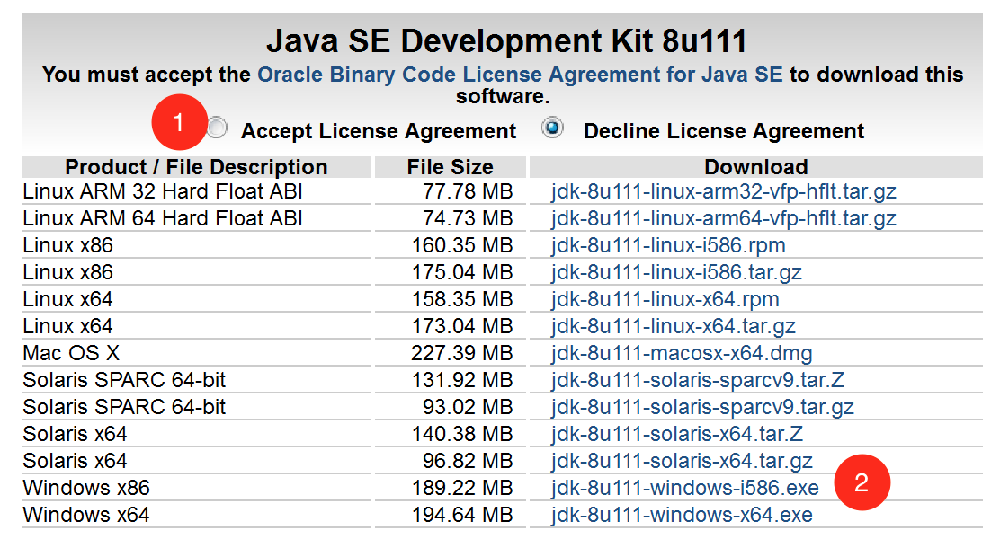 Java SE Development Kit 8u111
You must accept the Oracle Binary Code License Agreement for Java SE to download this
software.
1 Accept License Agreement Decline License Agreement
Product / File Description File Size Download
Linux ARM 32 Hard Float ABI 77.78 MB jdk-8u111-linux-arm32-vfp-hflt.tar.gz
Linux ARM 64 Hard Float ABI 74.73 MB jdk-8u111-linux-arm64-vfp-hflt.tar.gz
Linux x86 160.35 MB jdk-8u111-linux-i586.rpm
Linux x86 175.04 MB jdk-8u111-linux-i586.tar.gz
Linux x64 158.35 MB jdk-8u111-linux-x64.rpm
Linux x64 173.04 MB jdk-8u111-linux-x64.tar.gz
Mac OS X 227.39 MB jdk-8u111-macosx-x64.dmg
Solaris SPARC 64-bit 131.92 MB jdk-8u111-solaris-sparcv9.tar.Z
Solaris SPARC 64-bit 93.02 MB jdk-8u111-solaris-sparcv9.tar.gz
Solaris x64 140.38 MB jdk-8u111-solaris-x64.tar.Z
Solaris x64 96.82 MB jdk-8u111-solaris-x64.tar.gz
Windows x86 189.22 MB jdk-8u111-windows-i586.exe 2
Windows x64 194.64 MB jdk-8u111-windows-x64.exe